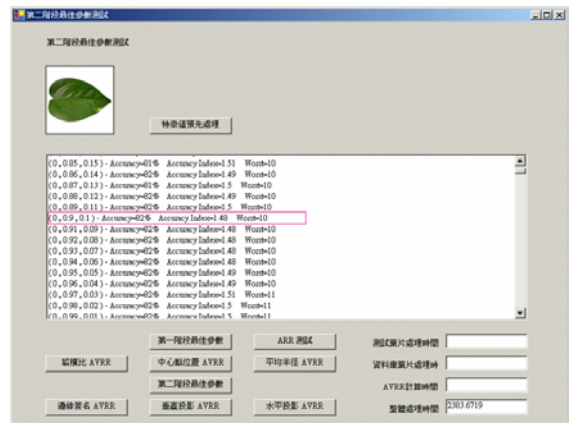 第二階段最佳參數測試
第二階段最佳參數測試
特徵值預先處理
(0 , 0.85 , 0.15 ) - Accuracy=81% Accuracy Index=1.51 Worst=10
(0 , 0.86 , 0.14 ) - Accuracy=82% Accuracy Index=1.49 Worst=10
(0 , 0.87 , 0.13 ) - Accuracy=81% Accuracy Index=1.5 Worst=10
(0 , 0.88 , 0.12 ) - Accuracy=82% Accuracy Index=1.49 Worst=10
(0 , 0.89 , 0.11 ) - Accuracy=82% Accuracy Index=1.5 Worst=10
(0 , 0.9 , 0.1 ) - Accuracy=82% Accuracy Index=1.48 Worst=10
(0 , 0.91 , 0.09 ) - Accuracy=82% Accuracy Index=1.48 Worst=10
(0 , 0.92 , 0.08 ) - Accuracy=82% Accuracy Index=1.48 Worst=10
(0 , 0.93 , 0.07 ) - Accuracy=82% Accuracy Index=1.48 Worst=10
(0 , 0.94 , 0.06 ) - Accuracy=82% Accuracy Index=1.48 Worst=10
(0 , 0.95 , 0.05 ) - Accuracy=82% Accuracy Index=1.49 Worst=10
(0 , 0.96 , 0.04 ) - Accuracy=82% Accuracy Index=1.49 Worst=10
(0 , 0.97 , 0.03 ) - Accuracy=82% Accuracy Index=1.51 Worst=11
(0 , 0.98 , 0.02 ) - Accuracy=82% Accuracy Index=1.5 Worst=11
(0 , 0.99 , 0.01 ) - Accuracy=82% Accuracy Index=1.5 Worst=11
第一階段最佳參數 ARR 測試 測試葉片處理時間
縱橫比 AVRR 中心點位置 AVRR 平均半徑 AVRR 資料庫葉片處理時
第二階段最佳參數 AVRR計算時間
邊緣簽名 AVRR 垂直投影 AVRR 水平投影 AVRR 整體處理時間 2383.6719